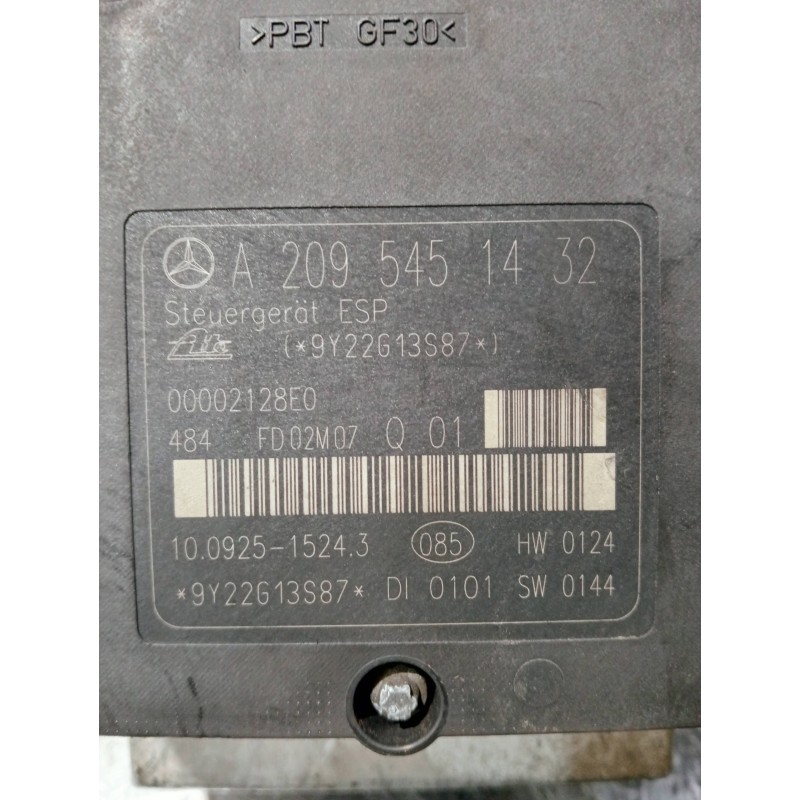 >PBT GF30<
A 209 545 14 32
Steuergerät ESP
Ate (*9Y22G13S87*)
00002128E0
484 FD02M07 Q 01
10.0925-1524.3 085 HW 0124
*9Y22G13S87* DI 0101 SW 0144